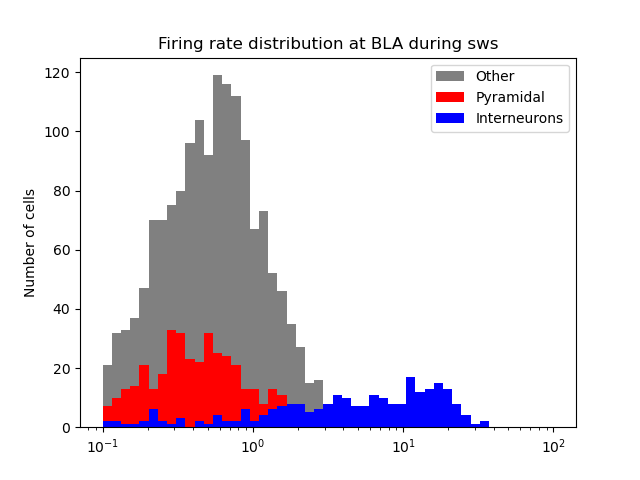 Firing rate distribution at BLA during sws
Number of cells
120
100
80
60
40
20
0
Other
Pyramidal
Interneurons
10⁻¹
10⁰
10¹
10²